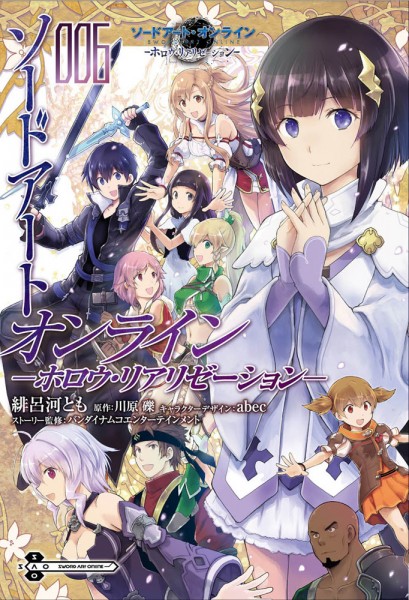 006
ソードアート・オンライン
SWORD ART ONLINE
―ホロウ・リアリゼーション―
ソードアート
オンライン
―ホロウ・リアリゼーション―
緋呂河とも 原作:川原 礫 キャラクターデザイン:abec
ストーリー監修:バンダイナムコエンターテインメント
SAO
SWORD ART ONLINE